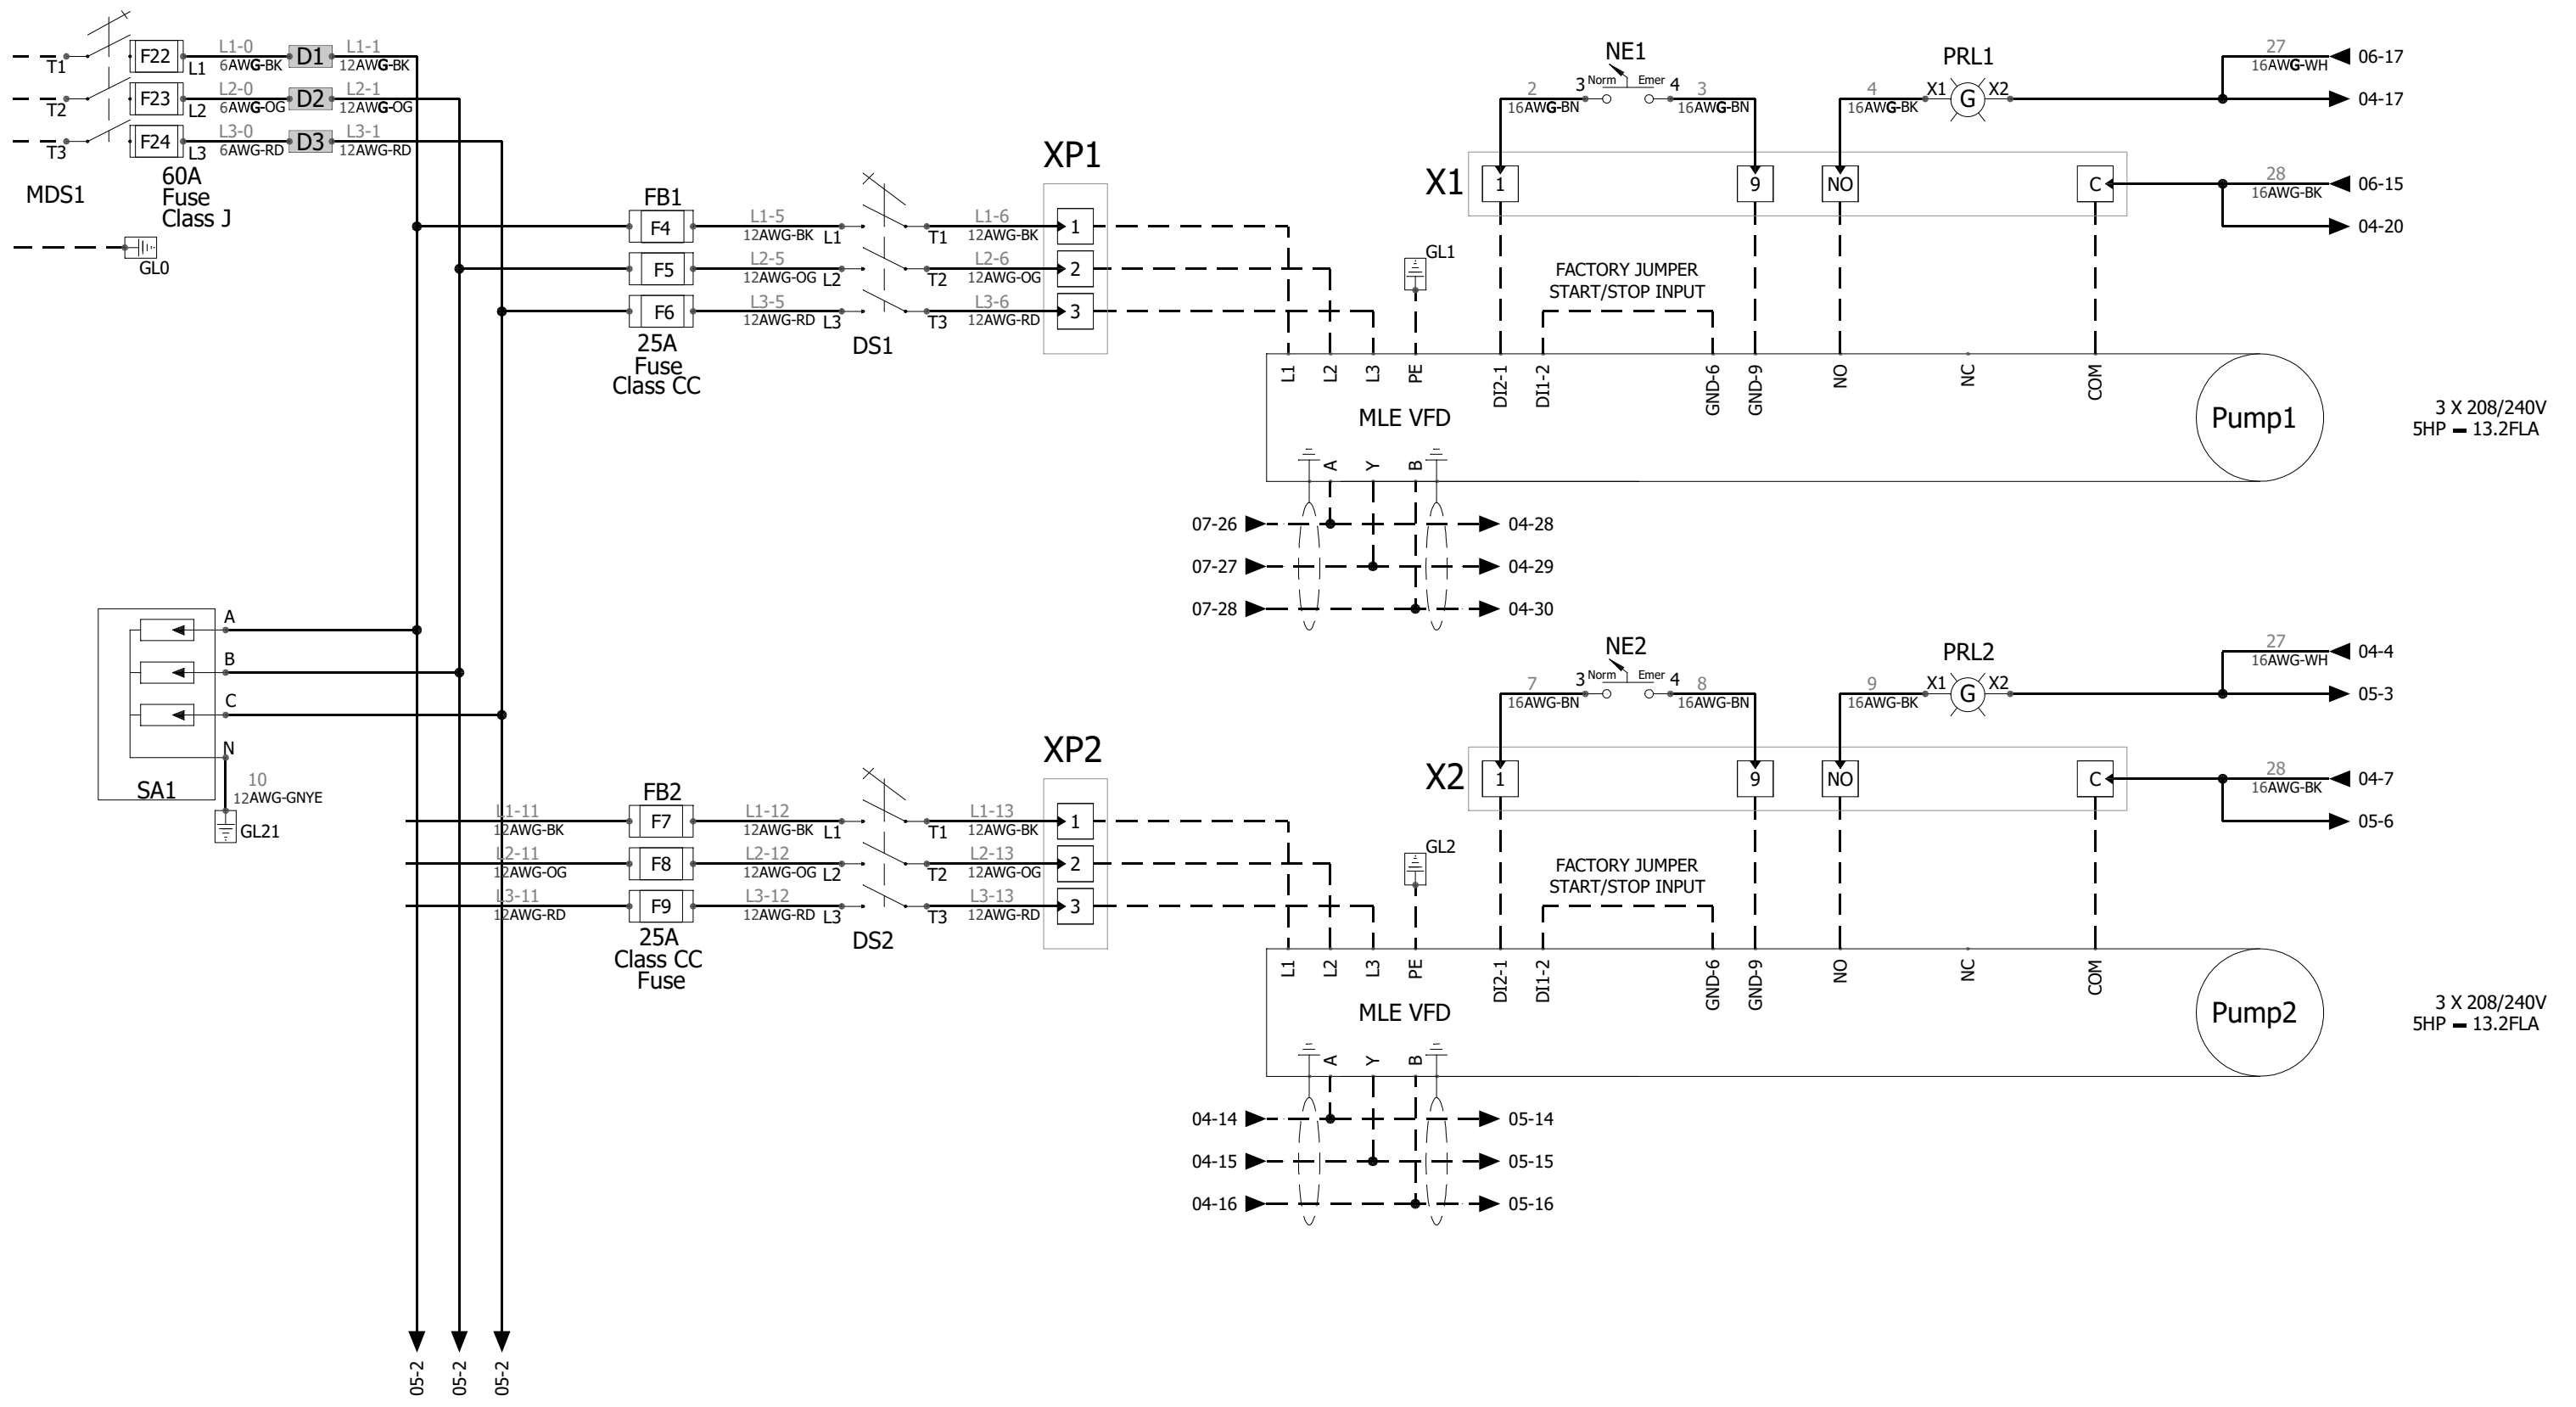 T1
F22
L1
L1-0
6AWG-BK
D1
L1-1
12AWG-BK
T2
F23
L2
L2-0
6AWG-OG
D2
L2-1
12AWG-OG
T3
F24
L3
L3-0
6AWG-RD
D3
L3-1
12AWG-RD
MDS1
60A
Fuse
Class J
GL0
FB1
F4
L1-5
12AWG-BK
L1
T1
L1-6
12AWG-BK
F5
L2-5
12AWG-OG
L2
T2
L2-6
12AWG-OG
F6
L3-5
12AWG-RD
L3
T3
L3-6
12AWG-RD
25A
Fuse
Class CC
DS1
XP1
1
2
3
NE1
2
16AWG-BN
3
Norm
Emer
4
3
16AWG-BN
PRL1
4
16AWG-BK
X1
G
X2
27
16AWG-WH
06-17
04-17
X1
1
9
NO
C
28
16AWG-BK
06-15
04-20
GL1
FACTORY JUMPER
START/STOP INPUT
L1
L2
L3
PE
DI2-1
DI1-2
GND-6
GND-9
NO
NC
COM
MLE VFD
Pump1
3 X 208/240V
5HP - 13.2FLA
A
Y
B
07-26
04-28
07-27
04-29
07-28
04-30
A
B
C
N
SA1
10
12AWG-GNYE
GL21
L1-11
12AWG-BK
L2-11
12AWG-OG
L3-11
12AWG-RD
FB2
F7
L1-12
12AWG-BK
L1
T1
L1-13
12AWG-BK
F8
L2-12
12AWG-OG
L2
T2
L2-13
12AWG-OG
F9
L3-12
12AWG-RD
L3
T3
L3-13
12AWG-RD
25A
Class CC
Fuse
DS2
XP2
1
2
3
NE2
7
16AWG-BN
3
Norm
Emer
4
8
16AWG-BN
PRL2
9
16AWG-BK
X1
G
X2
27
16AWG-WH
04-4
05-3
X2
1
9
NO
C
28
16AWG-BK
04-7
05-6
GL2
FACTORY JUMPER
START/STOP INPUT
L1
L2
L3
PE
DI2-1
DI1-2
GND-6
GND-9
NO
NC
COM
MLE VFD
Pump2
3 X 208/240V
5HP - 13.2FLA
A
Y
B
04-14
05-14
04-15
05-15
04-16
05-16
05-2
05-2
05-2